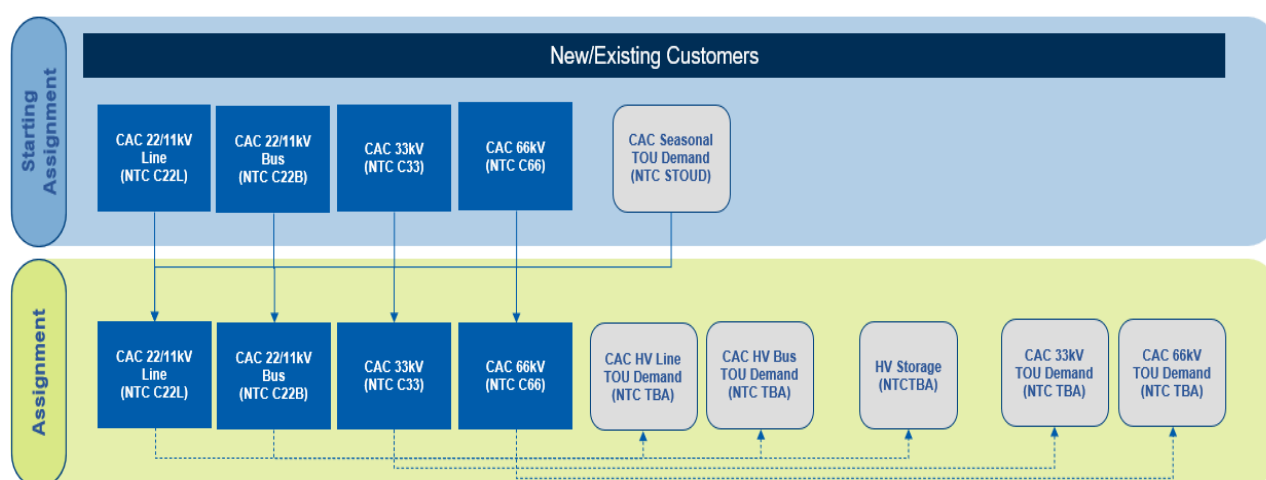 New/Existing Customers
Starting
Assignment
CAC 22/11kV
Line
(NTC C22L)
CAC 22/11kV
Bus
(NTC C22B)
CAC 33kV
(NTC C33)
CAC 66kV
(NTC C66)
CAC Seasonal
TOU Demand
(NTC STOUD)
Assignment
CAC 22/11kV
Line
(NTC C22L)
CAC 22/11kV
Bus
(NTC C22B)
CAC 33kV
(NTC C33)
CAC 66kV
(NTC C66)
CAC HV Line
TOU Demand
(NTC TBA)
CAC HV Bus
TOU Demand
(NTC TBA)
HV Storage
(NTCTBA)
CAC 33kV
TOU Demand
(NTC TBA)
CAC 66kV
TOU Demand
(NTC TBA)